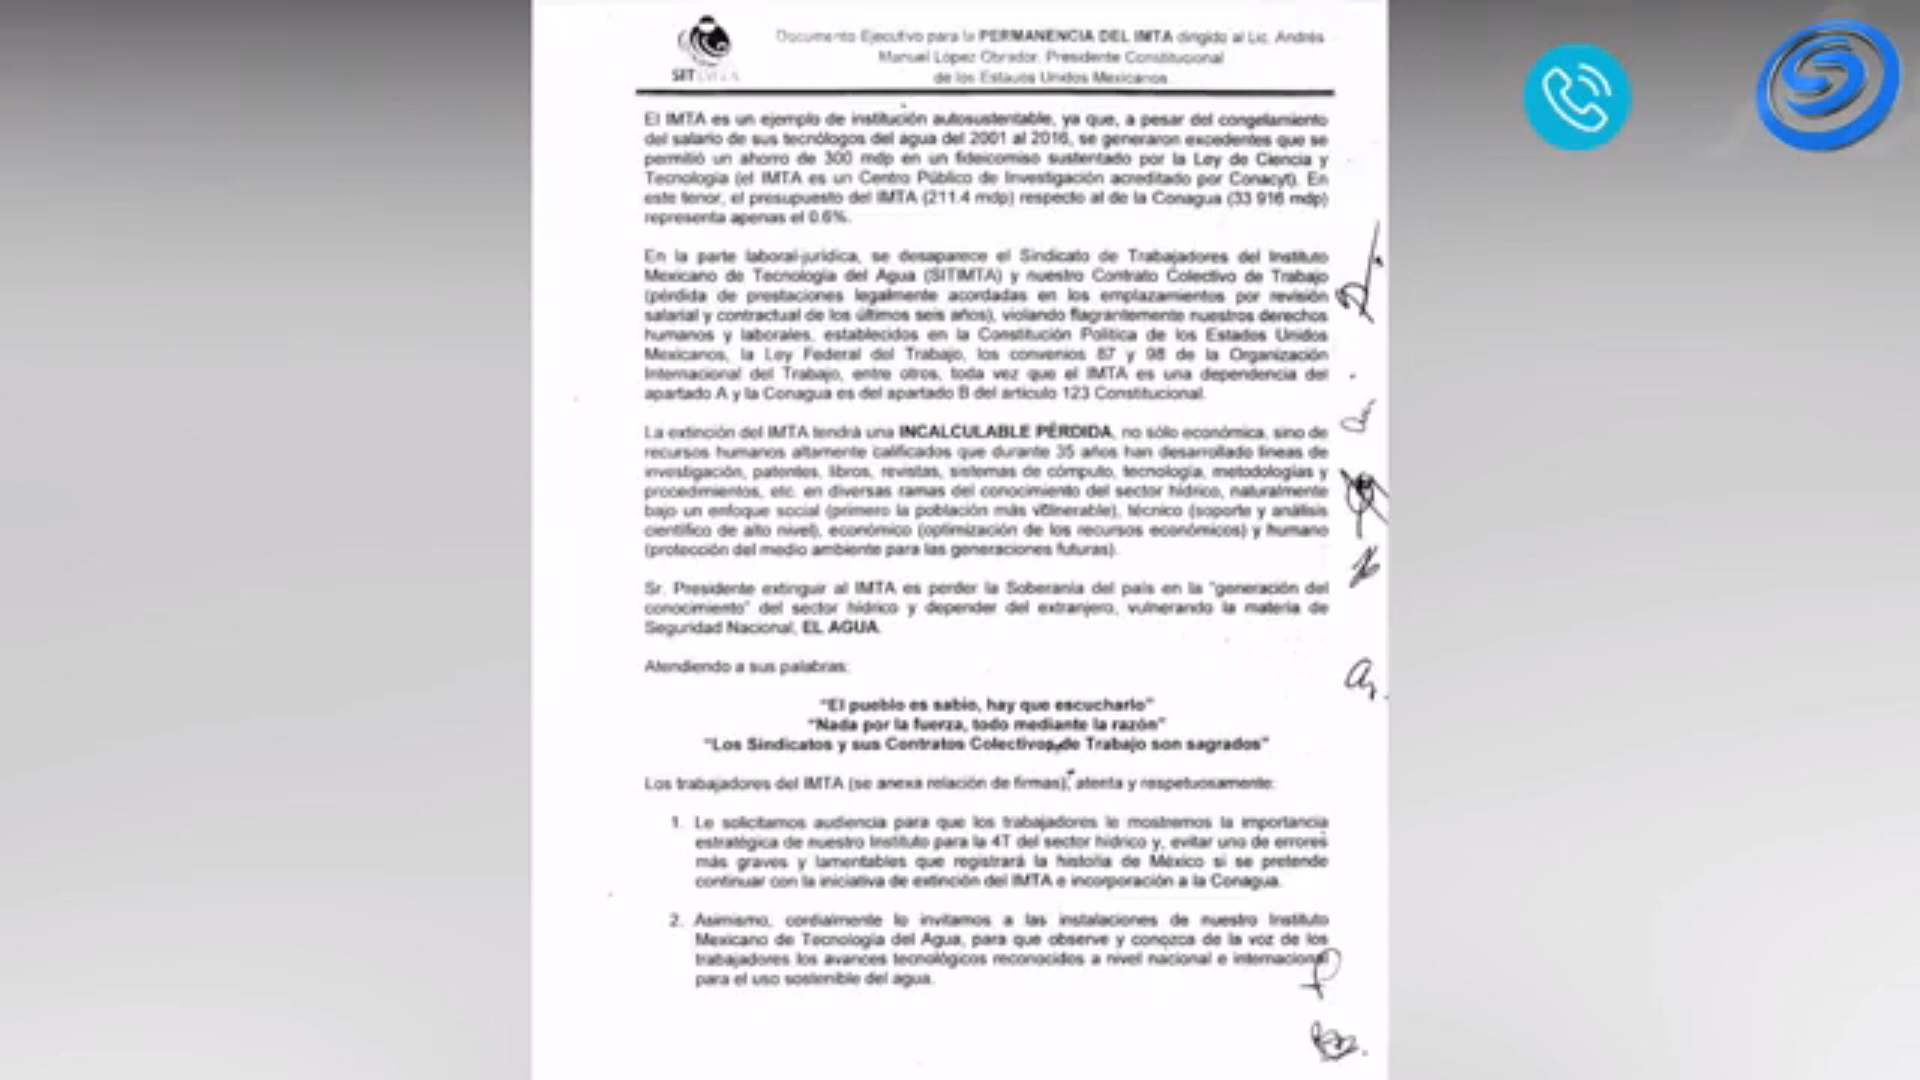 SITIMTA
Documento Ejecutivo para la PERMANENCIA DEL IMTA dirigido al Lic. Andrés
Manuel López Obrador, Presidente Constitucional
de los Estados Unidos Mexicanos
El IMTA es un ejemplo de institución autosustentable, ya que, a pesar del congelamiento
del salario de sus tecnólogos del agua del 2001 al 2016, se generaron excedentes que se
permitió un ahorro de 300 mdp en un fideicomiso sustentado por la Ley de Ciencia y
Tecnología (el IMTA es un Centro Público de Investigación acreditado por Conacyt). En
este tenor, el presupuesto del IMTA (211.4 mdp) respecto al de la Conagua (33 916 mdp)
representa apenas el 0.6%.
En la parte laboral-jurídica, se desaparece el Sindicato de Trabajadores del Instituto
Mexicano de Tecnología del Agua (SITIMTA) y nuestro Contrato Colectivo de Trabajo
(pérdida de prestaciones legalmente acordadas en los emplazamientos por revisión
salarial y contractual de los últimos seis años), violando flagrantemente nuestros derechos
humanos y laborales, establecidos en la Constitución Política de los Estados Unidos
Mexicanos, la Ley Federal del Trabajo, los convenios 87 y 98 de la Organización
Internacional del Trabajo, entre otros, toda vez que el IMTA es una dependencia del
apartado A y la Conagua es del apartado B del artículo 123 Constitucional.
La extinción del IMTA tendrá una INCALCULABLE PÉRDIDA, no sólo económica, sino de
recursos humanos altamente calificados que durante 35 años han desarrollado líneas de
investigación, patentes, libros, revistas, sistemas de cómputo, tecnología, metodologías y
procedimientos, etc. en diversas ramas del conocimiento del sector hídrico, naturalmente
bajo un enfoque social (primero la población más vulnerable), técnico (soporte y análisis
científico de alto nivel), económico (optimización de los recursos económicos) y humano
(protección del medio ambiente para las generaciones futuras).
Sr. Presidente extinguir al IMTA es perder la Soberanía del país en la "generación del
conocimiento" del sector hídrico y depender del extranjero, vulnerando la materia de
Seguridad Nacional, EL AGUA.
Atendiendo a sus palabras:
"El pueblo es sabio, hay que escucharlo"
"Nada por la fuerza, todo mediante la razón"
"Los Sindicatos y sus Contratos Colectivos de Trabajo son sagrados"
Los trabajadores del IMTA (se anexa relación de firmas), atenta y respetuosamente:
1. Le solicitamos audiencia para que los trabajadores le mostremos la importancia
estratégica de nuestro Instituto para la 4T del sector hídrico y, evitar uno de errores
más graves y lamentables que registrará la historia de México si se pretende
continuar con la iniciativa de extinción del IMTA e incorporación a la Conagua.
2. Asimismo, cordialmente lo invitamos a las instalaciones de nuestro Instituto
Mexicano de Tecnología del Agua, para que observe y conozca de la voz de los
trabajadores los avances tecnológicos reconocidos a nivel nacional e internacional
para el uso sostenible del agua.